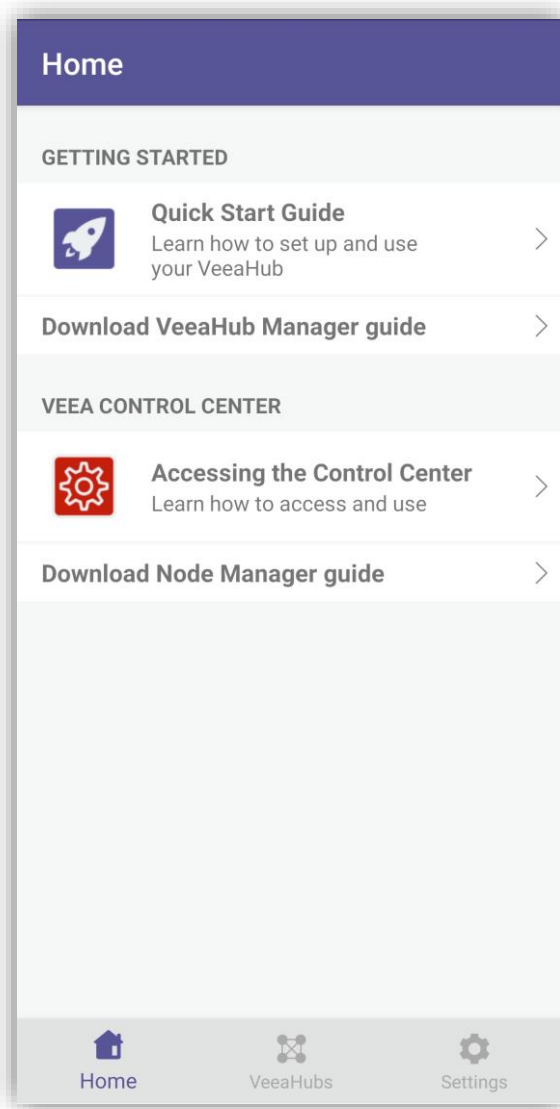 Home
GETTING STARTED
Quick Start Guide
Learn how to set up and use
your VeeaHub
Download VeeaHub Manager guide
VEEA CONTROL CENTER
Accessing the Control Center
Learn how to access and use
Download Node Manager guide
Home
VeeaHubs
Settings